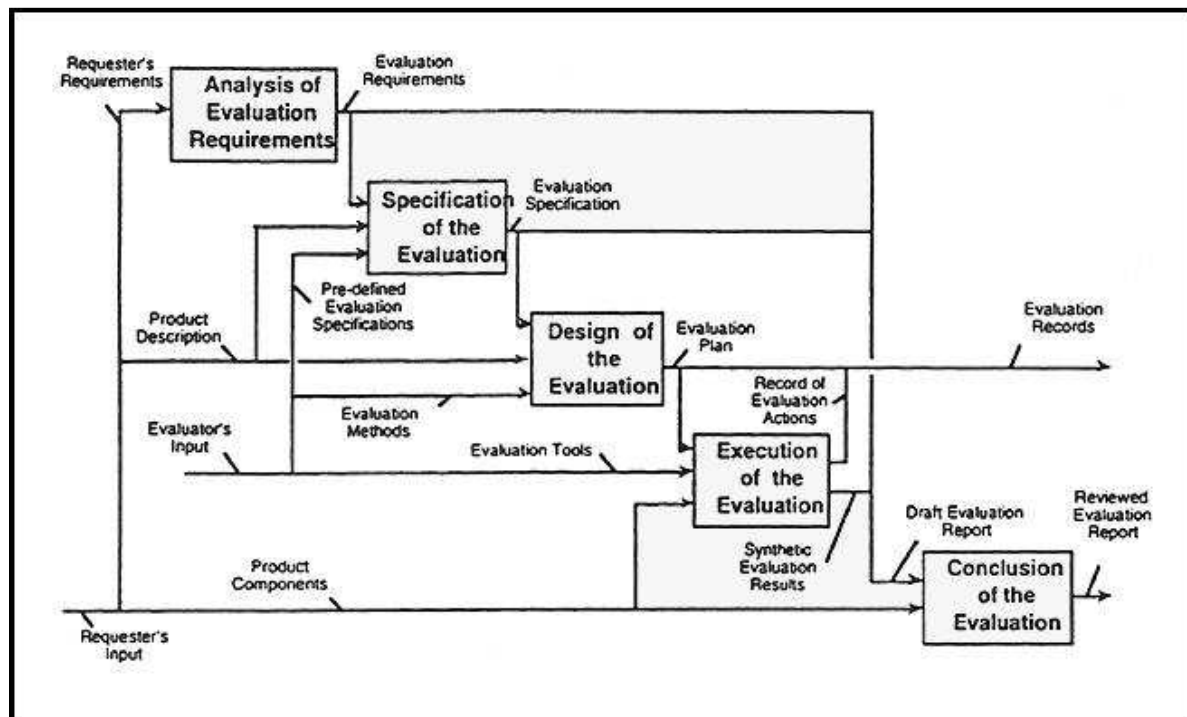 Requester's
Requirements
Analysis of
Evaluation
Requirements
Evaluation
Requirements
Specification
of the
Evaluation
Evaluation
Specification
Pre-defined
Evaluation
Specifications
Product
Description
Design of
the
Evaluation
Evaluation
Plan
Evaluation
Records
Record of
Evaluation
Actions
Evaluation
Methods
Evaluator's
Input
Evaluation Tools
Execution
of the
Evaluation
Synthetic
Evaluation
Results
Draft Evaluation
Report
Reviewed
Evaluation
Report
Product
Components
Conclusion
of the
Evaluation
Requester's
Input